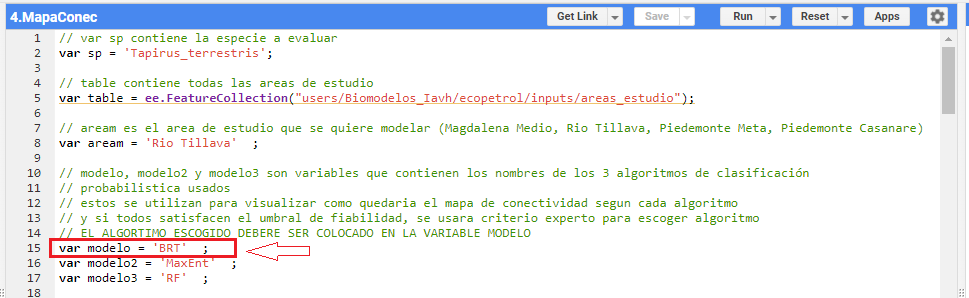 4.MapaConec Get Link Save Run Reset Apps
1 // var sp contiene la especie a evaluar
2 var sp = 'Tapirus_terrestris';
3
4 // table contiene todas las areas de estudio
5 var table = ee.FeatureCollection("users/Biomodelos_Iavh/ecopetrol/inputs/areas_estudio");
6
7 // aream es el area de estudio que se quiere modelar (Magdalena Medio, Rio Tillava, Piedemonte Meta, Piedemonte Casanare)
8 var aream = 'Rio Tillava' ;
9
10 // modelo, modelo2 y modelo3 son variables que contienen los nombres de los 3 algoritmos de clasificación
11 // probabilistica usados
12 // estos se utilizan para visualizar como quedaria el mapa de conectividad segun cada algoritmo
13 // y si todos satisfacen el umbral de fiabilidad, se usara criterio experto para escoger algoritmo
14 // EL ALGORTIMO ESCOGIDO DEBERE SER COLOCADO EN LA VARIABLE MODELO
15 var modelo = 'BRT' ;
16 var modelo2 = 'MaxEnt' ;
17 var modelo3 = 'RF' ;
18